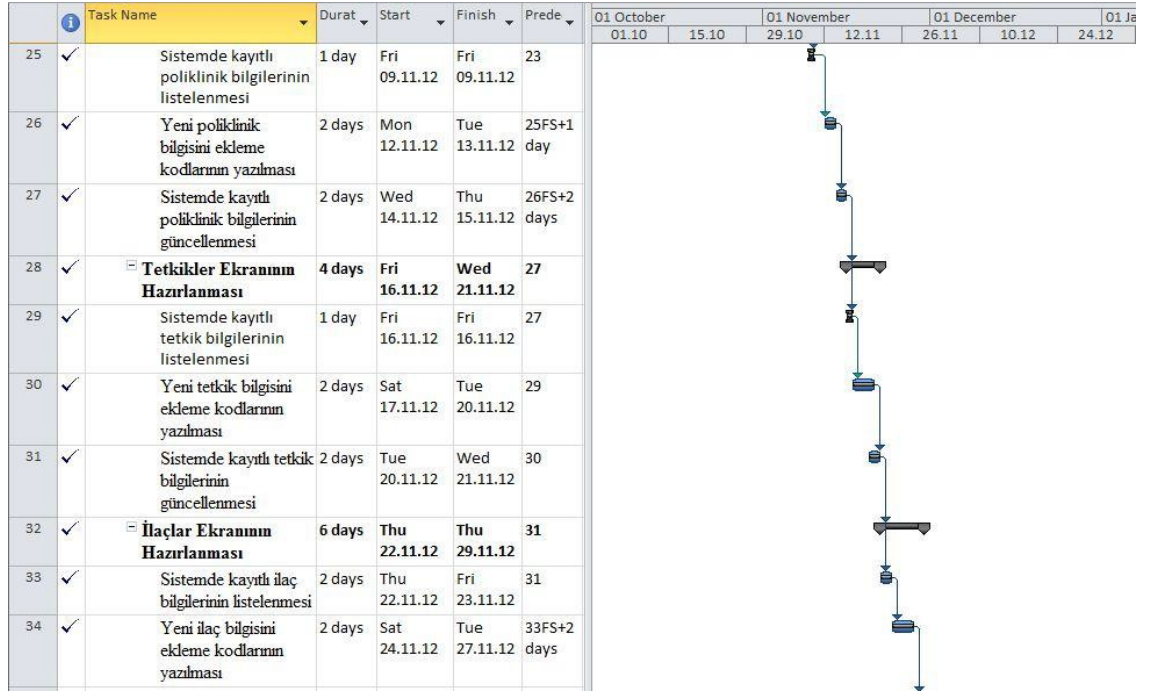 Task Name Durat Start Finish Prede 01 October 01 November 01 December 01 Ja
01.10 15.10 29.10 12.11 26.11 10.12 24.12
25 Sistemde kayıtlı 1 day Fri Fri 23
poliklinik bilgilerinin 09.11.12 09.11.12
listelenmesi
26 Yeni poliklinik 2 days Mon Tue 25FS+1
bilgisini ekleme 12.11.12 13.11.12 day
kodlarının yazılması
27 Sistemde kayıtlı 2 days Wed Thu 26FS+2
poliklinik bilgilerinin 14.11.12 15.11.12 days
güncellenmesi
28 Tetkikler Ekranının 4 days Fri Wed 27
Hazırlanması 16.11.12 21.11.12
29 Sistemde kayıtlı 1 day Fri Fri 27
tetkik bilgilerinin 16.11.12 16.11.12
listelenmesi
30 Yeni tetkik bilgisini 2 days Sat Tue 29
ekleme kodlarının 17.11.12 20.11.12
yazılması
31 Sistemde kayıtlı tetkik 2 days Tue Wed 30
bilgilerinin 20.11.12 21.11.12
güncellenmesi
32 İlaçlar Ekranının 6 days Thu Thu 31
Hazırlanması 22.11.12 29.11.12
33 Sistemde kayıtlı ilaç 2 days Thu Fri 31
bilgilerinin listelenmesi 22.11.12 23.11.12
34 Yeni ilaç bilgisini 2 days Sat Tue 33FS+2
ekleme kodlarının 24.11.12 27.11.12 days
yazılması